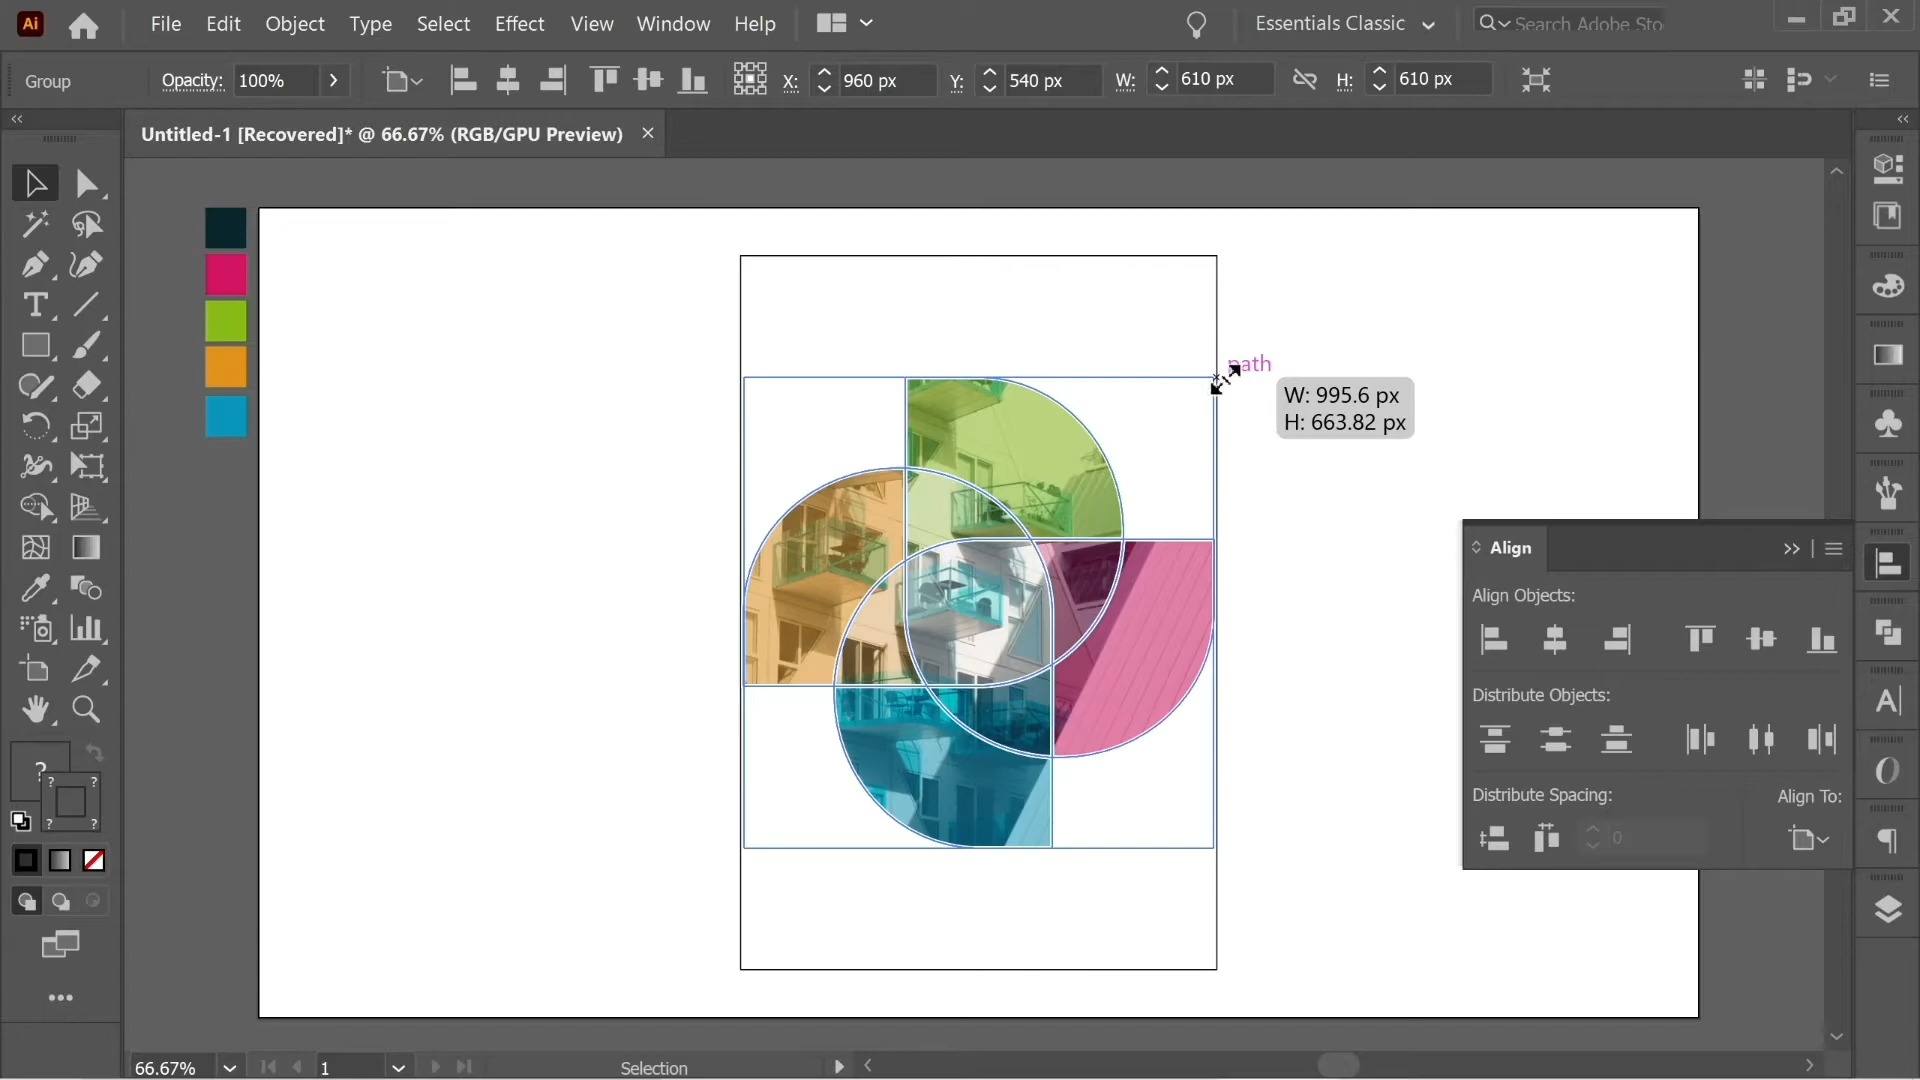 Ai File Edit Object Type Select Effect View Window Help Essentials Classic Search Adobe Sto
Group Opacity: 100% X: 960 px Y: 540 px W: 610 px H: 610 px
Untitled-1 [Recovered]* @ 66.67% (RGB/GPU Preview)
path
W: 995.6 px
H: 663.82 px
Align
Align Objects:
Distribute Objects:
Distribute Spacing: Align To:
0
66.67% 1 Selection